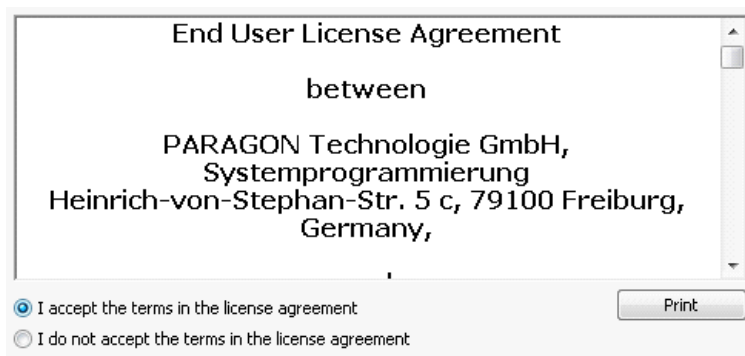 End User License Agreement
between
PARAGON Technologie GmbH,
Systemprogrammierung
Heinrich-von-Stephan-Str. 5 c, 79100 Freiburg,
Germany,
I accept the terms in the license agreement
Print
I do not accept the terms in the license agreement